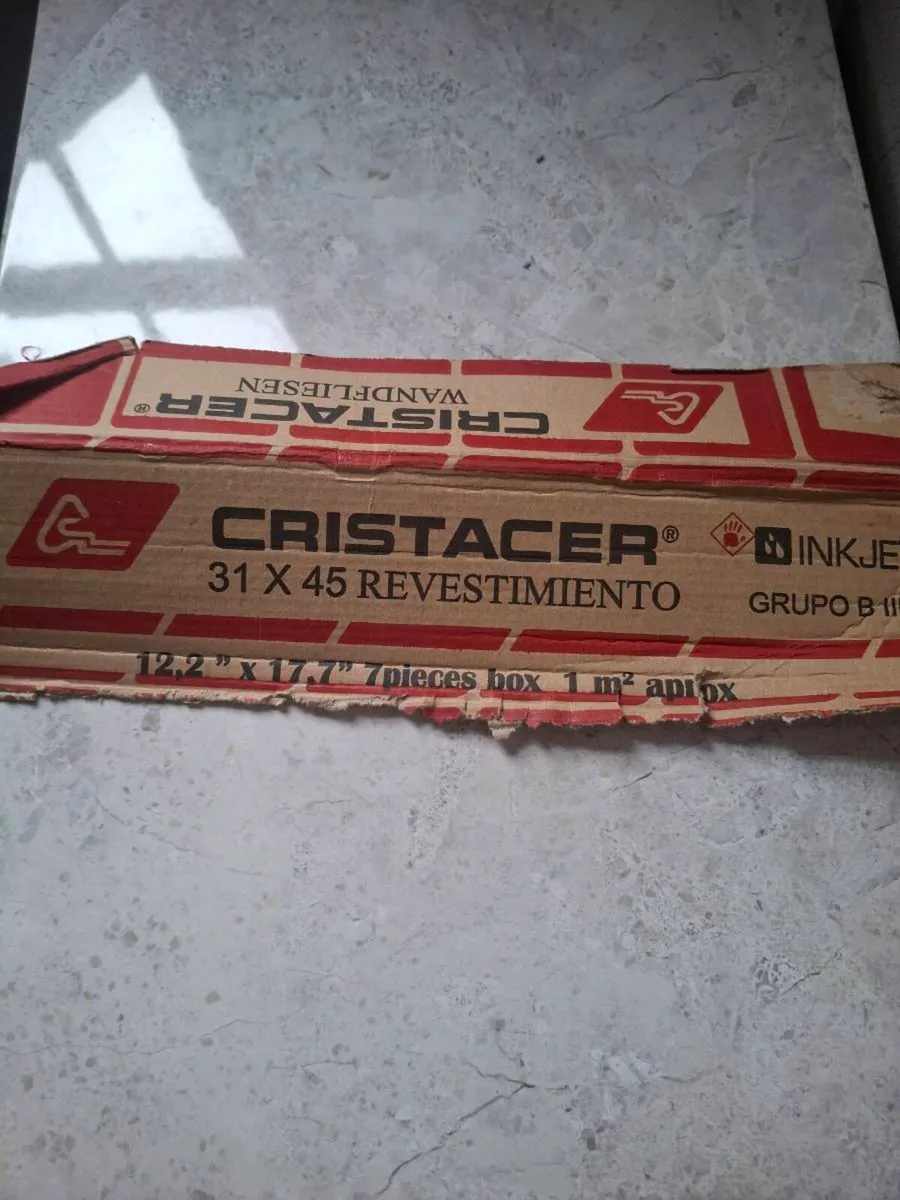 WANDFLIESEN
CRISTACER®
CRISTACER®
31 X 45 REVESTIMIENTO
INKJE
GRUPO B II
12,2" x 17,7" 7pieces box 1 m² aprox